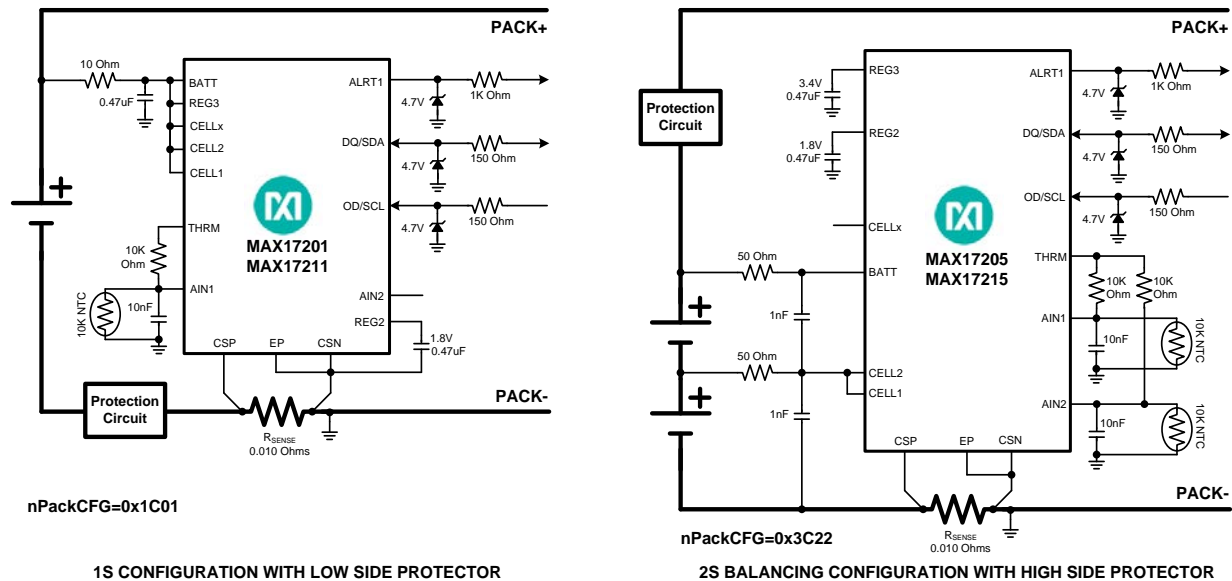 PACK+
10 Ohm
0.47uF
BATT
REG3
CELLx
CELL2
CELL1
THRM
10K
Ohm
AIN1
10nF
10K NTC
ALRT1
4.7V
1K Ohm
DQ/SDA
4.7V
150 Ohm
OD/SCL
4.7V
150 Ohm
MAX17201
MAX17211
AIN2
REG2
1.8V
0.47uF
CSP
EP
CSN
Protection
Circuit
RSENSE
0.010 Ohms
PACK-
nPackCFG=0x1C01
1S CONFIGURATION WITH LOW SIDE PROTECTOR
PACK+
Protection
Circuit
REG3
3.4V
0.47uF
REG2
1.8V
0.47uF
CELLx
50 Ohm
BATT
1nF
50 Ohm
CELL2
CELL1
1nF
MAX17205
MAX17215
ALRT1
4.7V
1K Ohm
DQ/SDA
4.7V
150 Ohm
OD/SCL
4.7V
150 Ohm
THRM
10K
Ohm
10K
Ohm
AIN1
10nF
10K NTC
AIN2
10nF
10K NTC
CSP
EP
CSN
RSENSE
0.010 Ohms
PACK-
nPackCFG=0x3C22
2S BALANCING CONFIGURATION WITH HIGH SIDE PROTECTOR